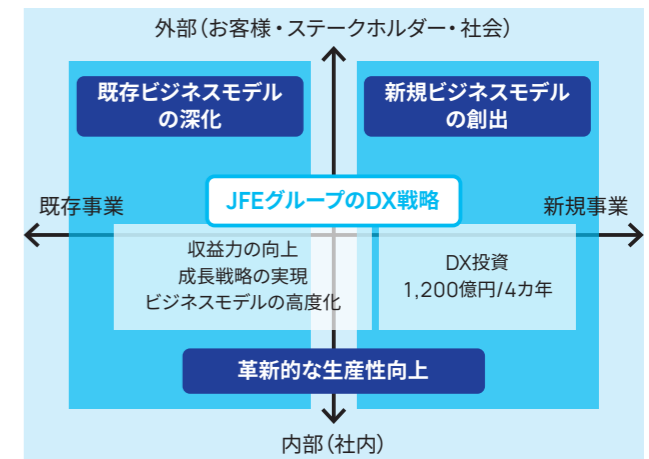 外部（お客様・ステークホルダー・社会）
既存ビジネスモデル
の深化
新規ビジネスモデル
の創出
JFEグループのDX戦略
既存事業
新規事業
収益力の向上
成長戦略の実現
ビジネスモデルの高度化
DX投資
1,200億円/4カ年
革新的な生産性向上
内部（社内）